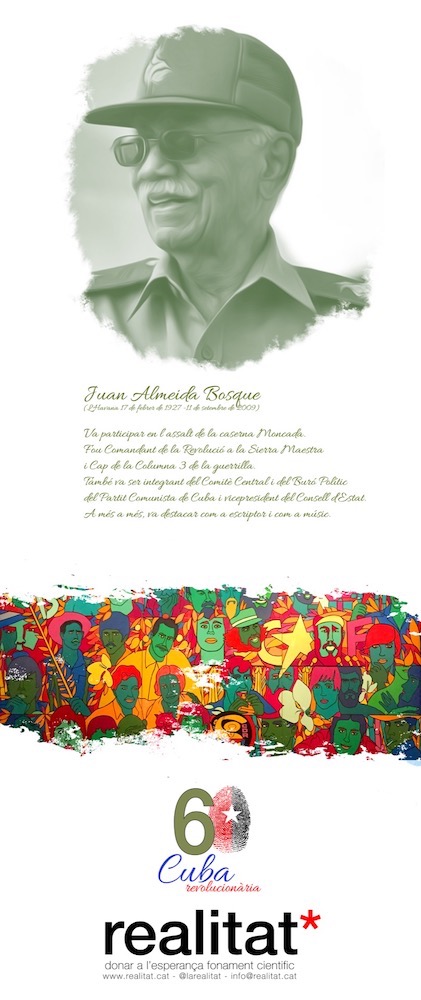 Juan Almeida Bosque
(L'Havana 17 de febrer de 1927 - 11 de setembre de 2009)
Va participar en l'assalt de la caserna Moncada.
Fou Comandant de la Revolució a la Sierra Maestra
i Cap de la Columna 3 de la guerrilla.
També va ser integrant del Comitè Central i del Buró Polític
del Partit Comunista de Cuba i vicepresident del Consell d'Estat.
A més a més, va destacar com a escriptor i com a músic.
60
Cuba
revolucionària
realitat*
donar a l'esperança fonament científic
www.realitat.cat - @larealitat - info@realitat.cat